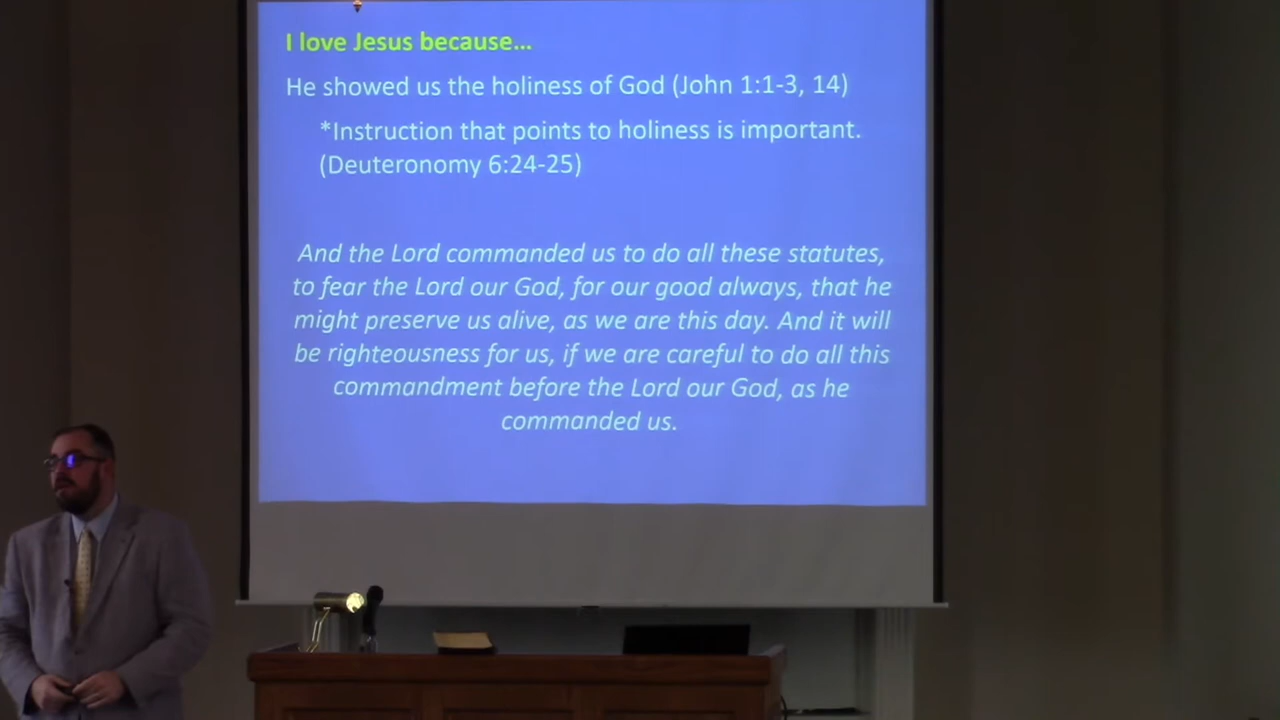 I love Jesus because...
He showed us the holiness of God (John 1:1-3, 14)
*Instruction that points to holiness is important.
(Deuteronomy 6:24-25)
And the Lord commanded us to do all these statutes,
to fear the Lord our God, for our good always, that he
might preserve us alive, as we are this day. And it will
be righteousness for us, if we are careful to do all this
commandment before the Lord our God, as he
commanded us.